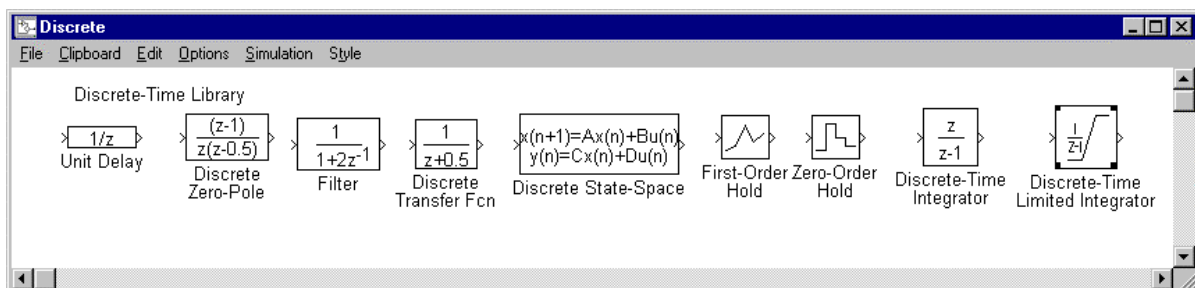 Discrete
File Clipboard Edit Options Simulation Style
Discrete-Time Library
1/z
Unit Delay
(z-1)
z(z-0.5)
Discrete
Zero-Pole
1
1+2z⁻¹
Filter
1
z+0.5
Discrete
Transfer Fcn
x(n+1)=Ax(n)+Bu(n)
y(n)=Cx(n)+Du(n)
Discrete State-Space
First-Order
Hold
Zero-Order
Hold
z
z-1
Discrete-Time
Integrator
1
z-1
Discrete-Time
Limited Integrator